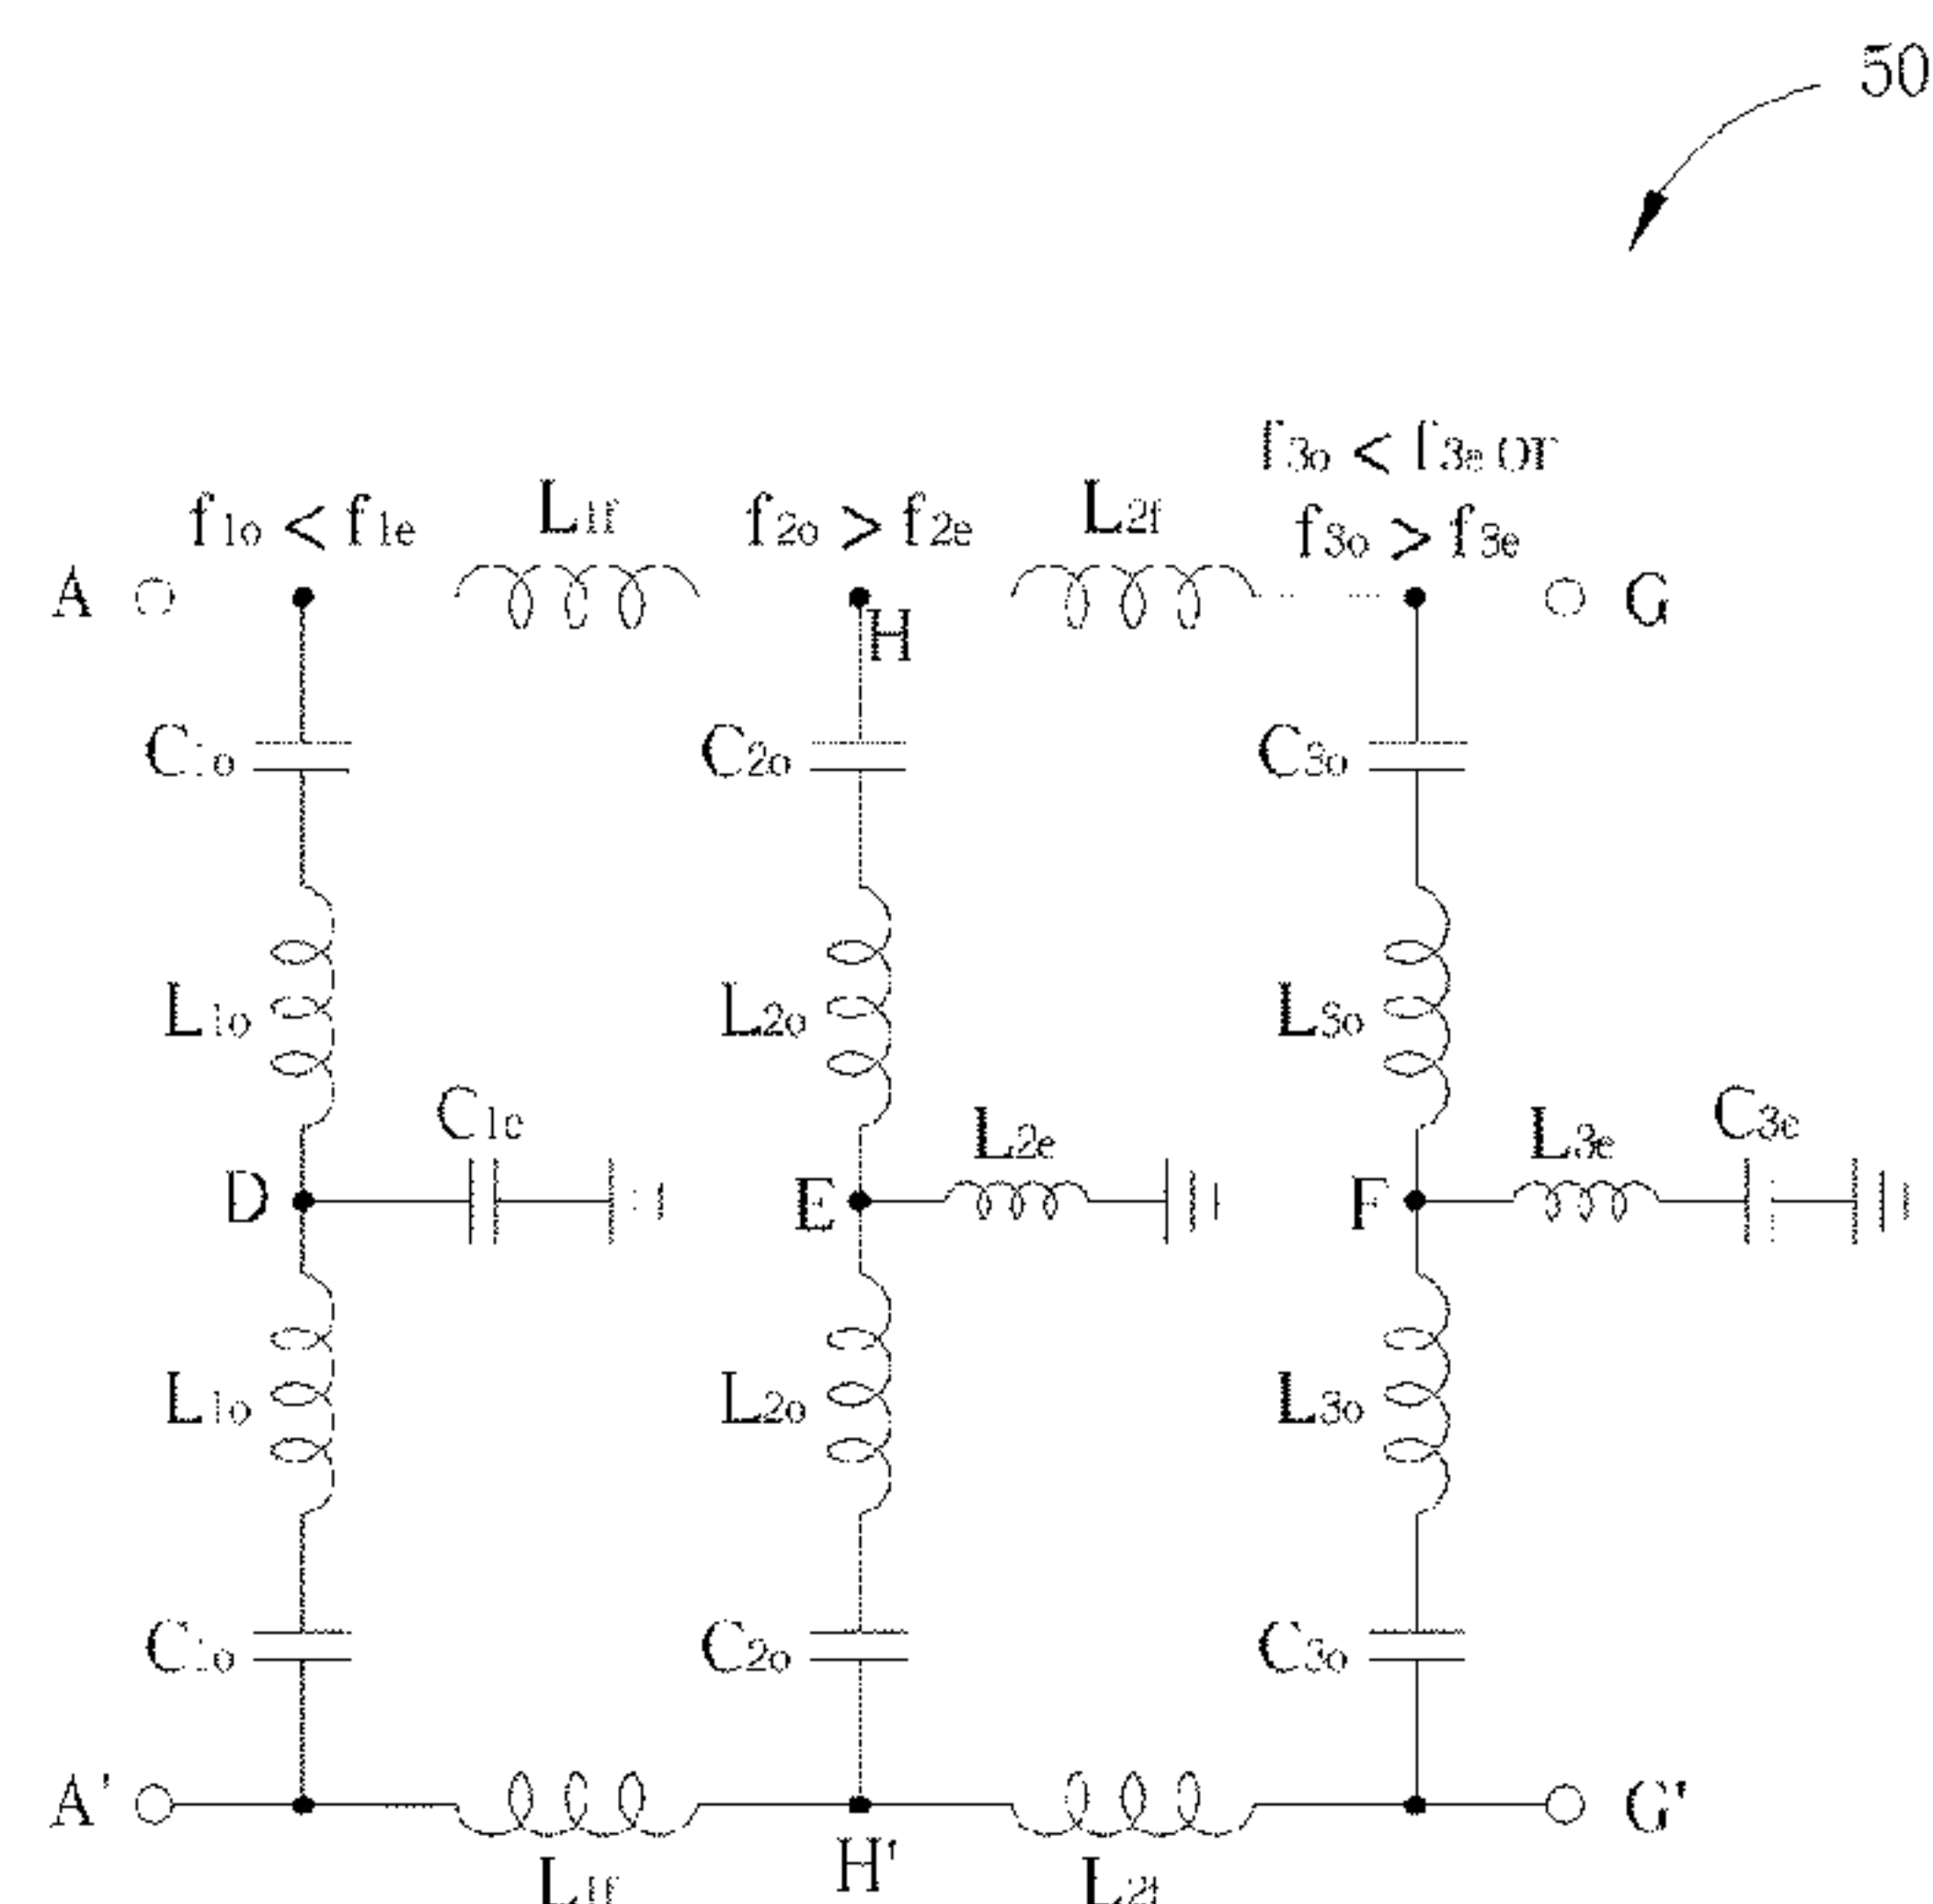 50
f3o < f3e or
f1o < f1e L1f f2o > f2e L2f f3o > f3e
A H G
C1o C2o C3o
L1o L2o L3o
C1e L2e L3e C3e
D E F
L1o L2o L3o
C1o C2o C3o
A' H' G'
L1f L2f